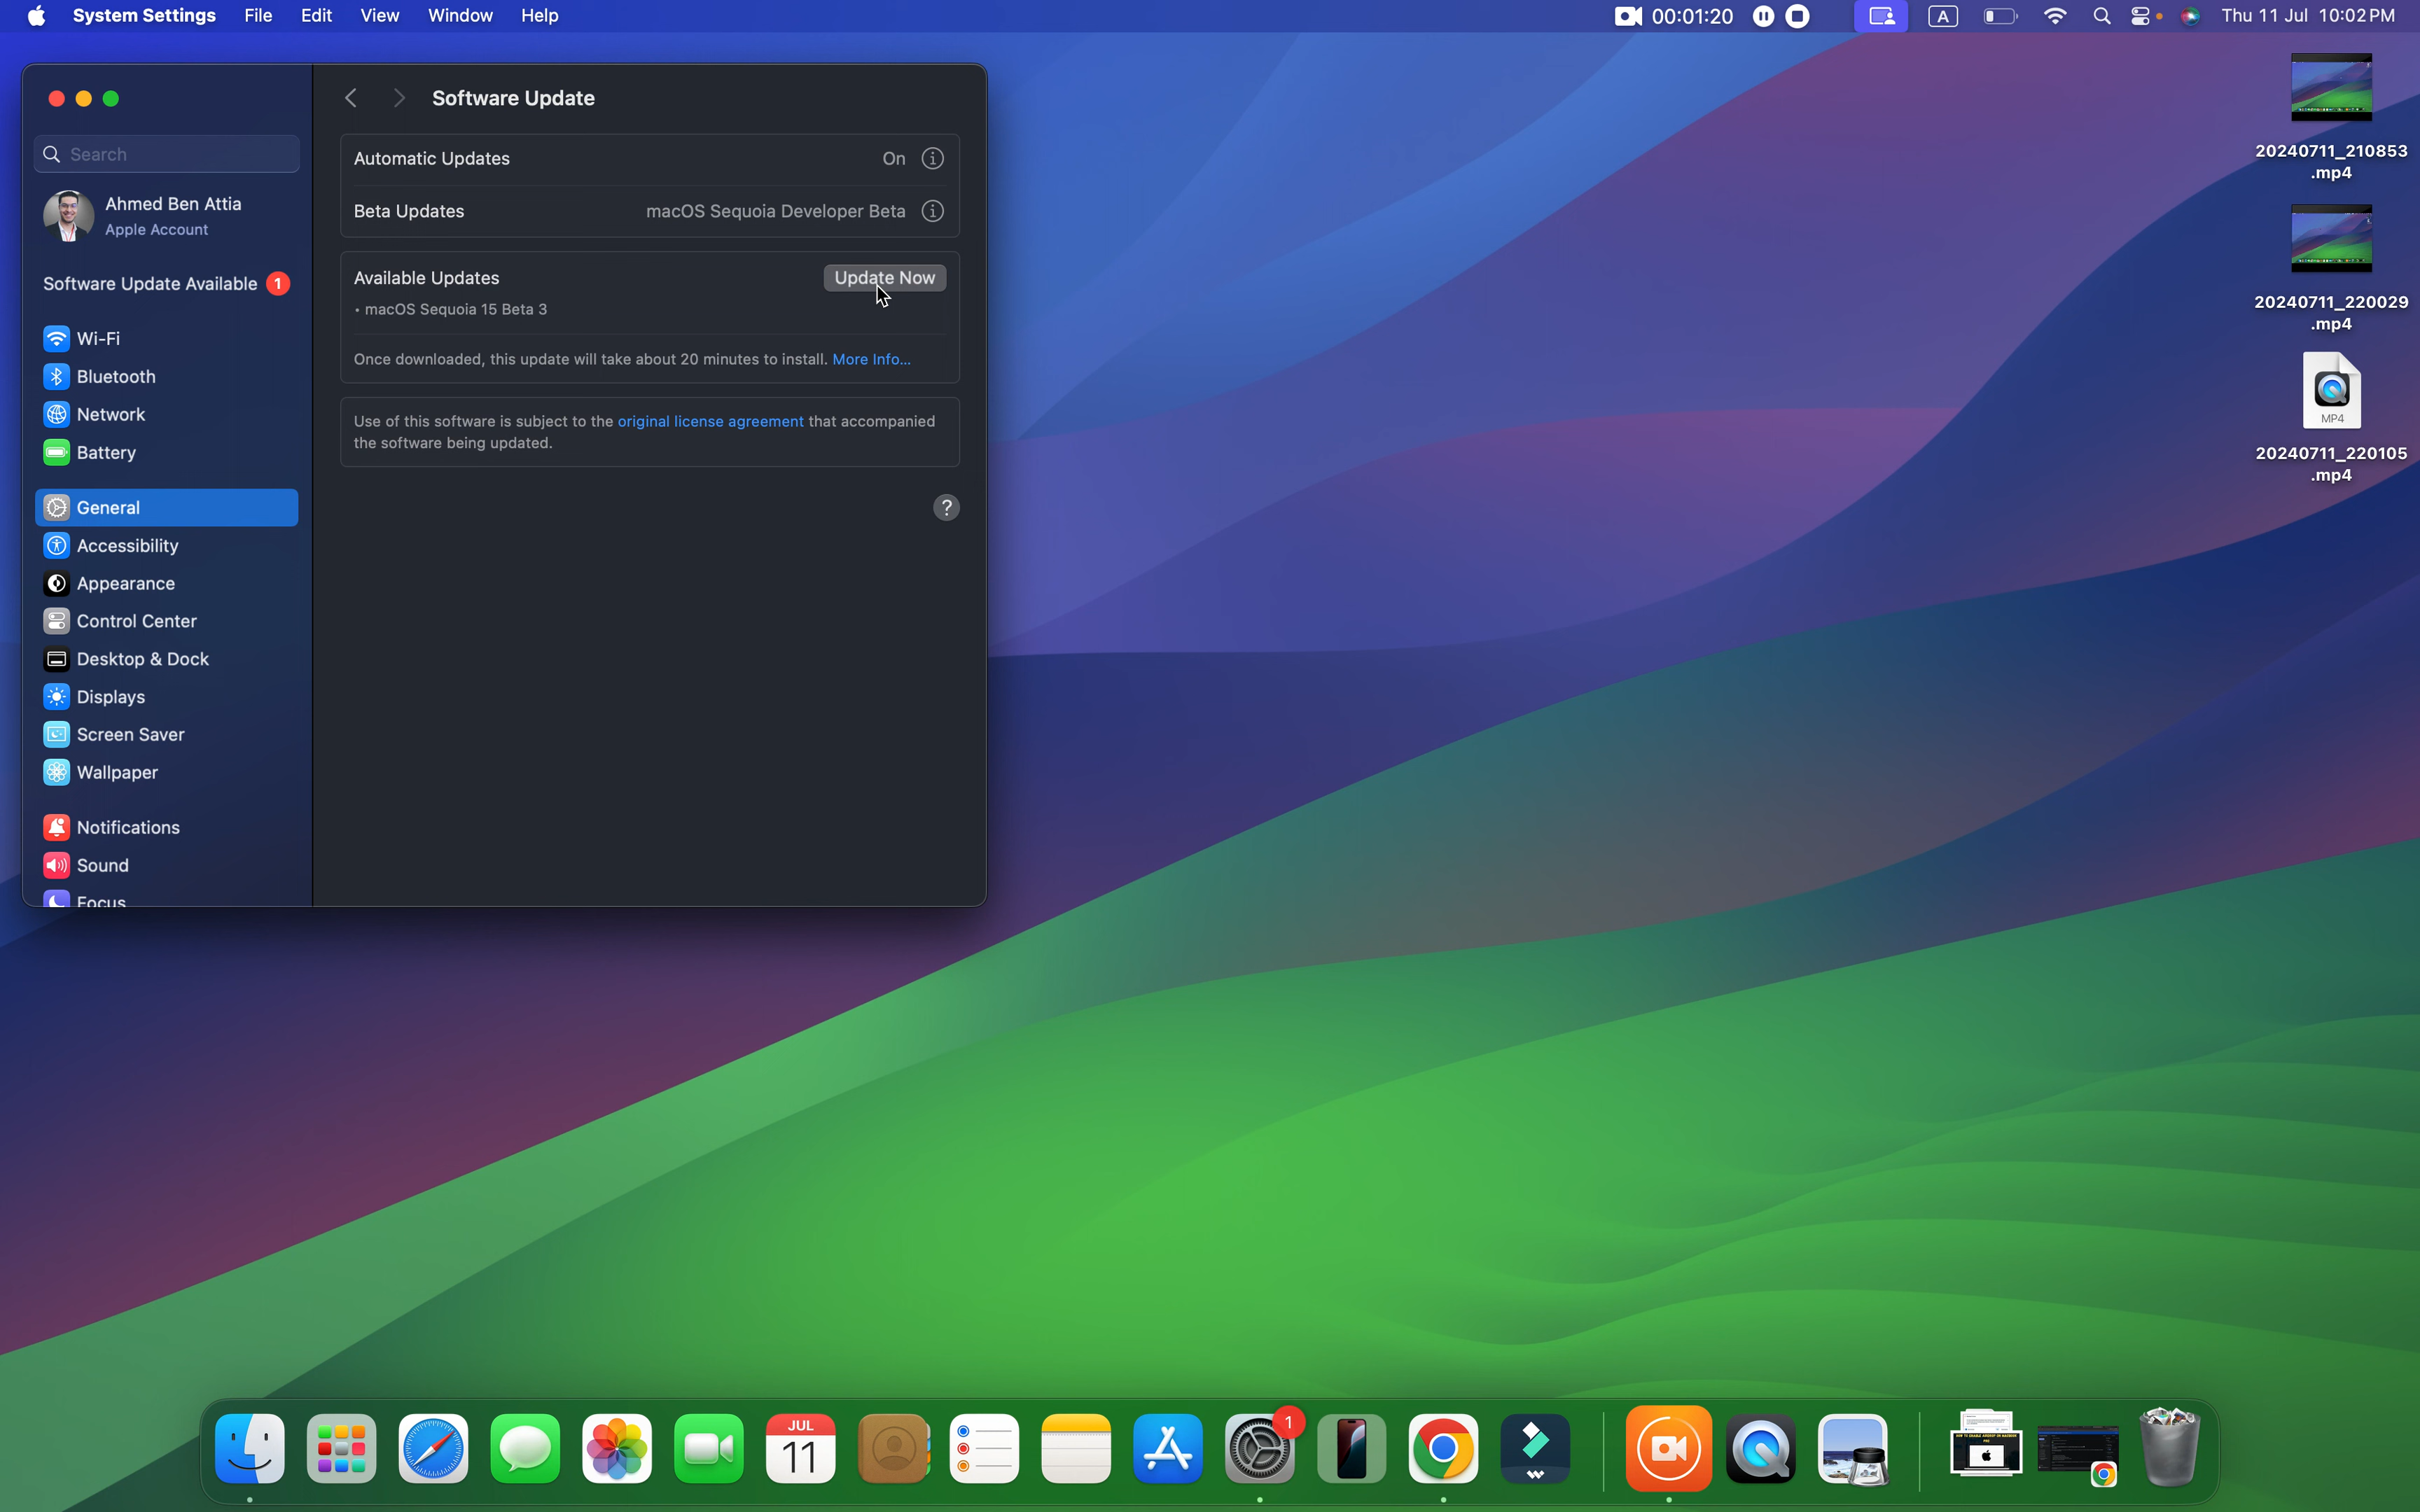 System Settings File Edit View Window Help 00:01:20 A Thu 11 Jul 10:02 PM
Software Update
Search
Ahmed Ben Attia
Apple Account
Software Update Available 1
Wi-Fi
Bluetooth
Network
Battery
General
Accessibility
Appearance
Control Center
Desktop & Dock
Displays
Screen Saver
Wallpaper
Notifications
Sound
Focus
Automatic Updates On
Beta Updates macOS Sequoia Developer Beta
Available Updates Update Now
• macOS Sequoia 15 Beta 3
Once downloaded, this update will take about 20 minutes to install. More Info...
Use of this software is subject to the original license agreement that accompanied
the software being updated.
?
20240711_210853
.mp4
20240711_220029
.mp4
MP4
20240711_220105
.mp4
JUL
11
1